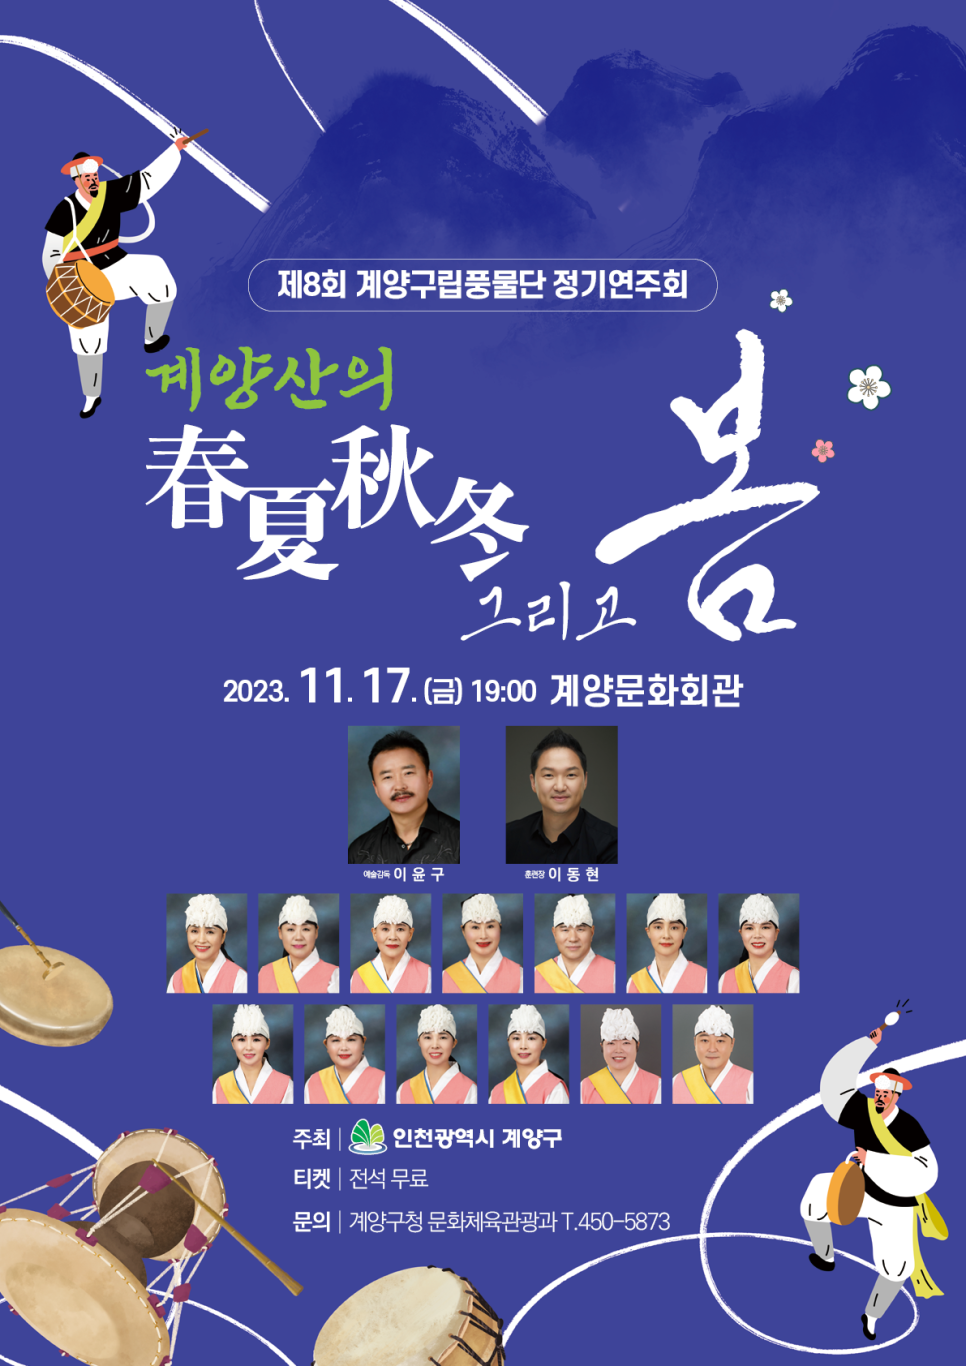 제8회 계양구립풍물단 정기연주회
계양산의
春夏秋冬
그리고
봄
2023. 11. 17. (금) 19:00 계양문화회관
예술감독 이윤구
훈련장 이동현
주최 | 인천광역시 계양구
티켓 | 전석 무료
문의 | 계양구청 문화체육관광과 T.450-5873